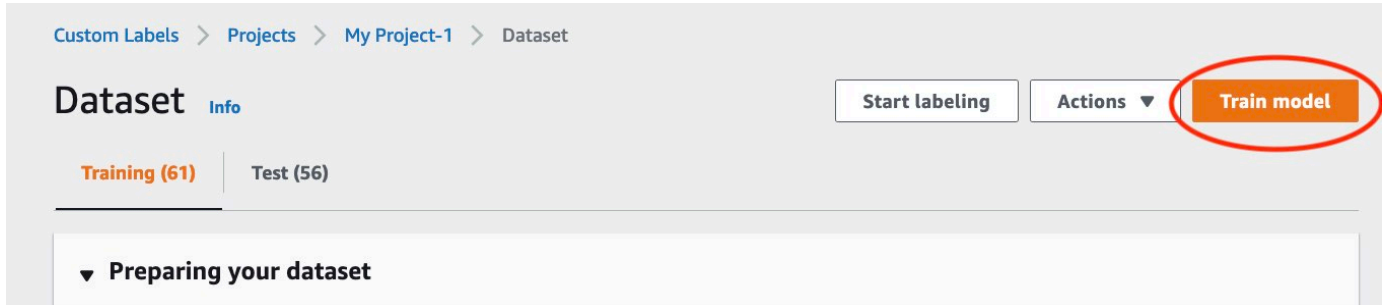 Custom Labels > Projects > My Project-1 > Dataset
Dataset Info Start labeling Actions ▼ Train model
Training (61) Test (56)
▼ Preparing your dataset